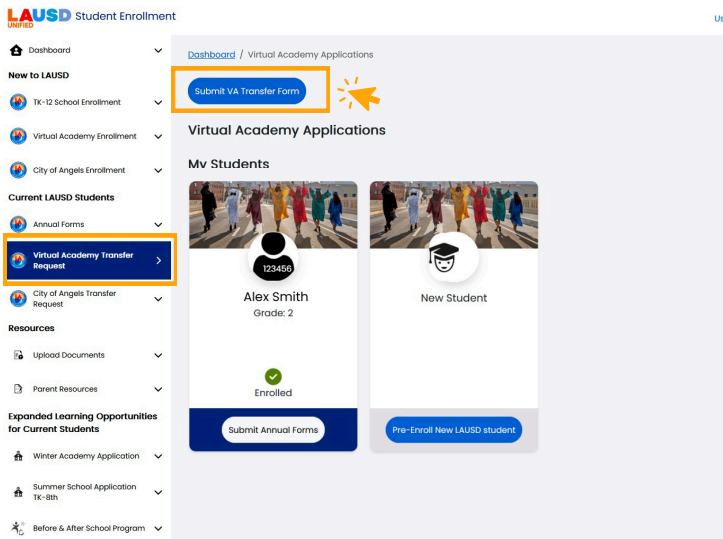 LAUSD Student Enrollment
UNIFIED
Us
Dashboard
New to LAUSD
TK-12 School Enrollment
Virtual Academy Enrollment
City of Angels Enrollment
Current LAUSD Students
Annual Forms
Virtual Academy Transfer
Request
City of Angels Transfer
Request
Resources
Upload Documents
Parent Resources
Expanded Learning Opportunities
for Current Students
Winter Academy Application
Summer School Application
TK-8th
Before & After School Program
Dashboard / Virtual Academy Applications
Submit VA Transfer Form
Virtual Academy Applications
My Students
123456
Alex Smith
Grade: 2
Enrolled
Submit Annual Forms
New Student
Pre-Enroll New LAUSD student